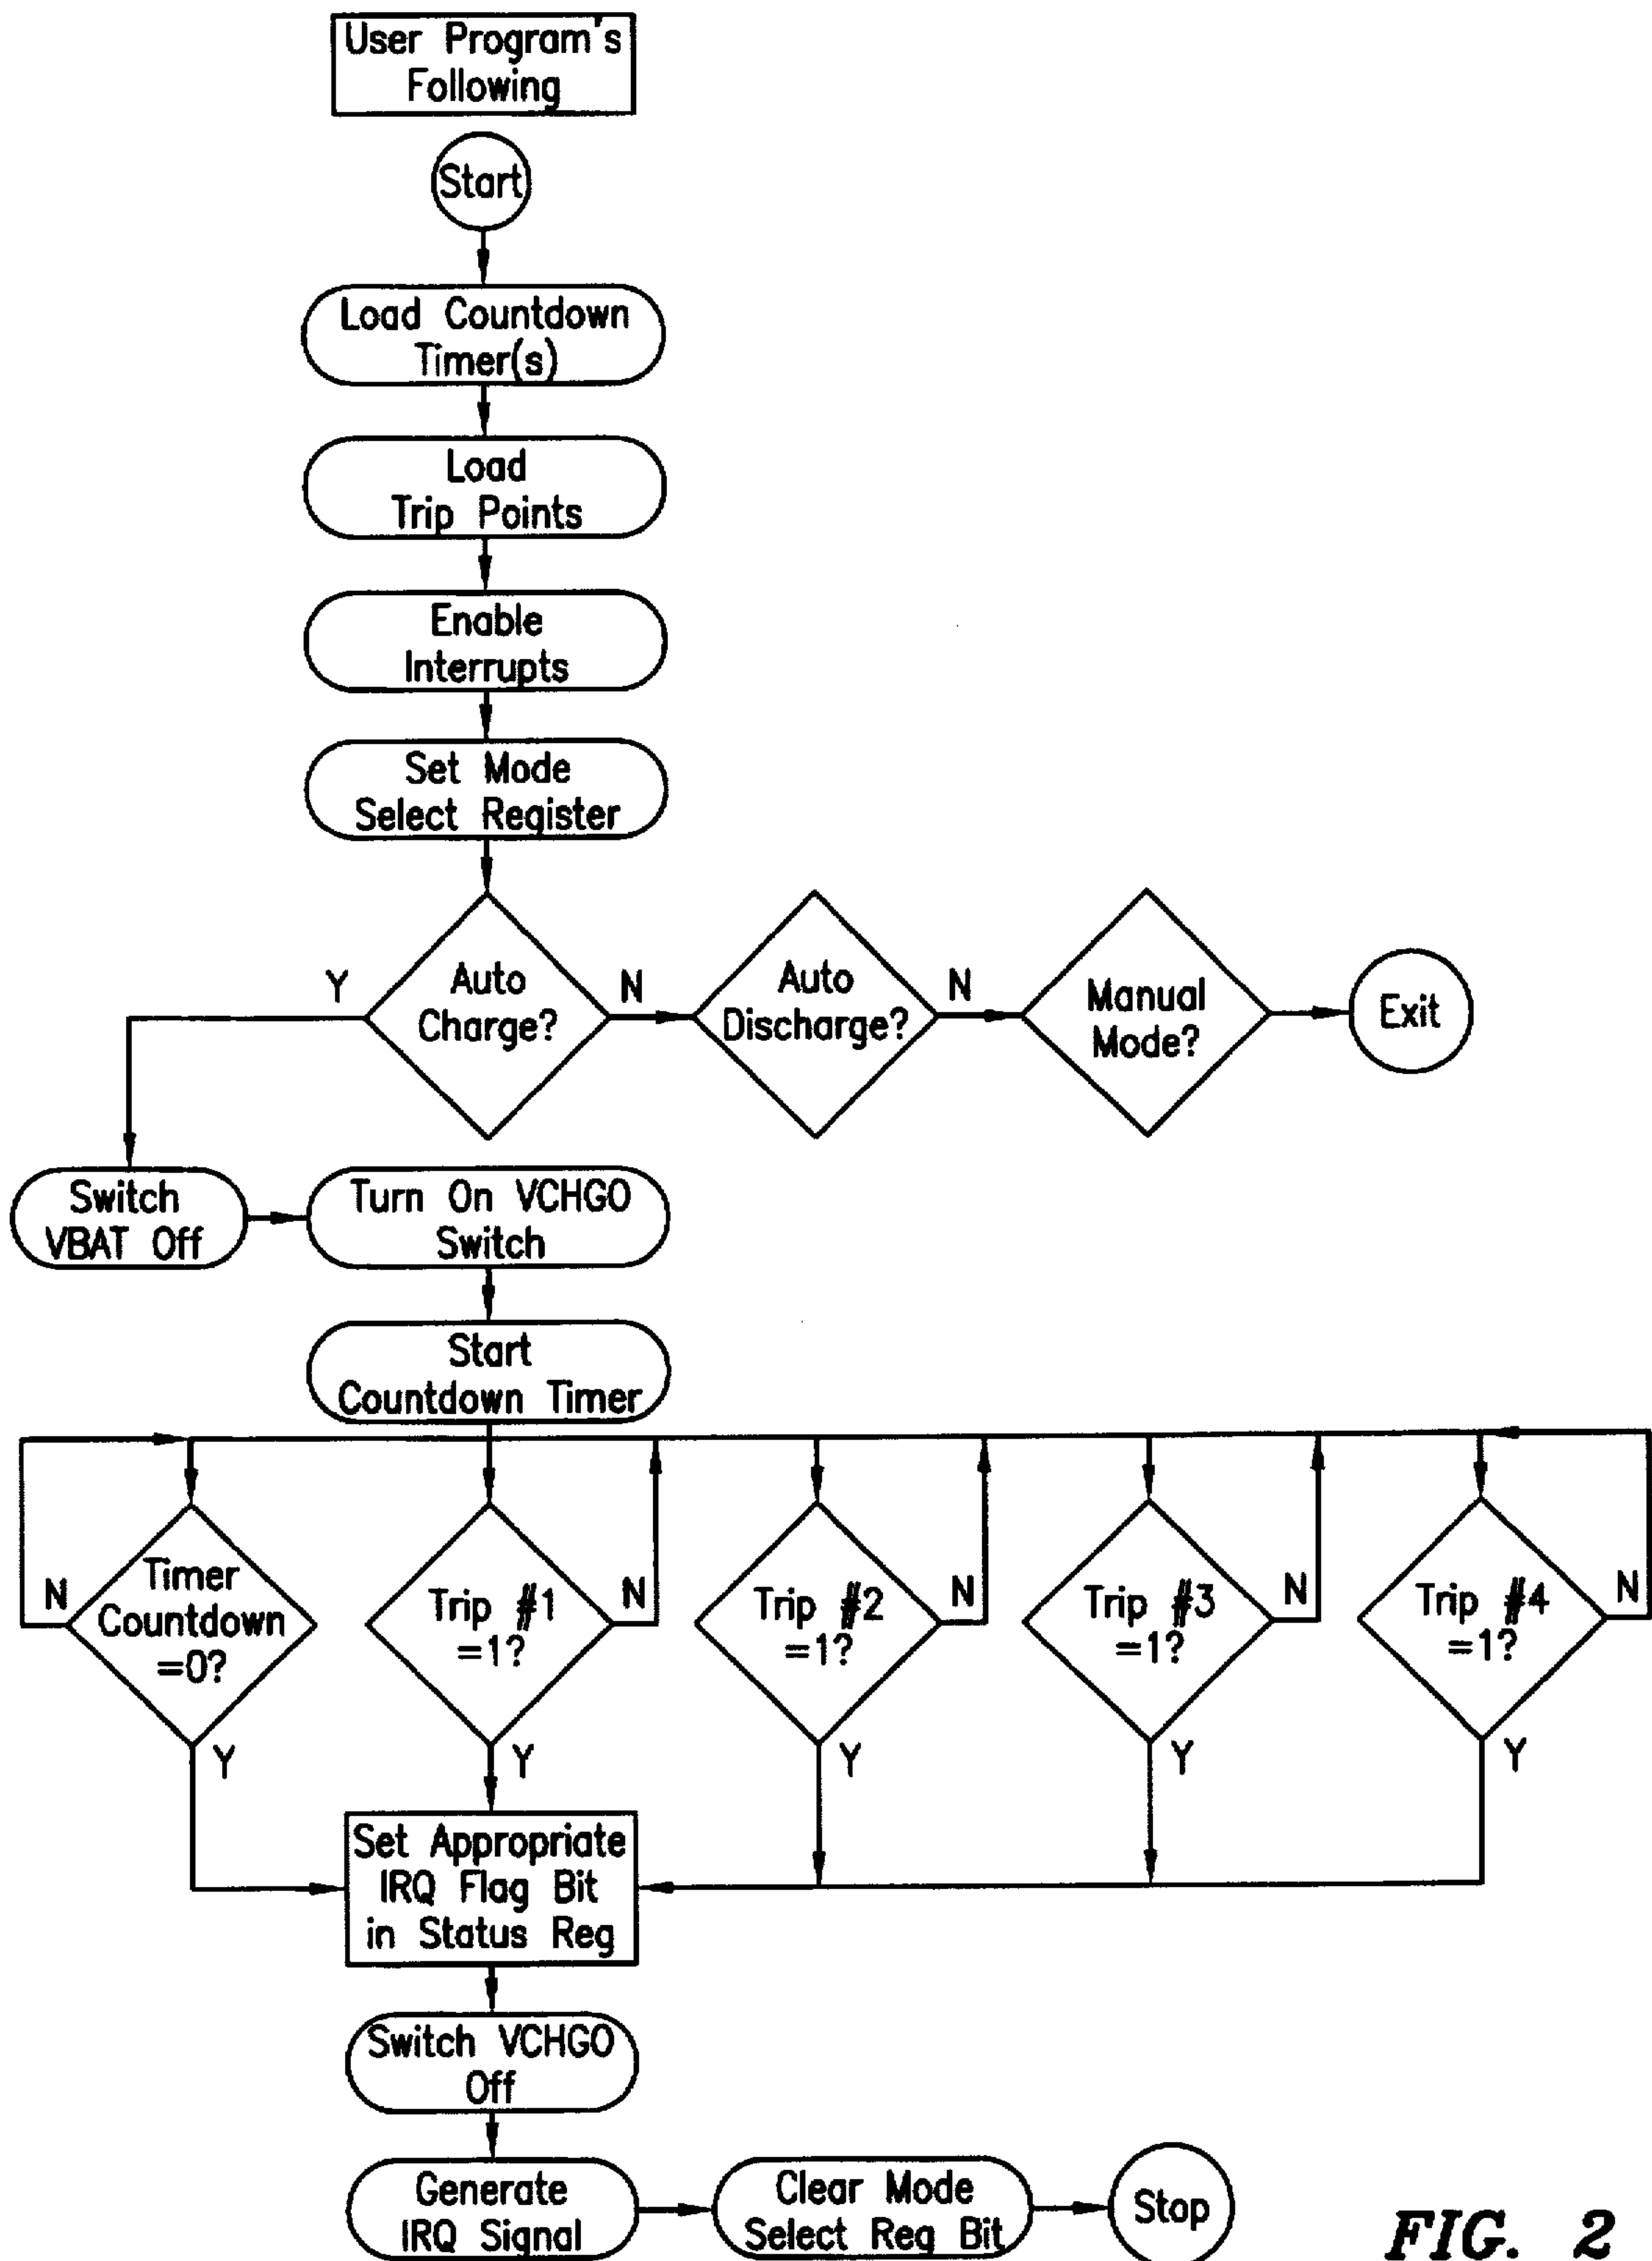 User Program's
Following
Start
Load Countdown
Timer(s)
Load
Trip Points
Enable
Interrupts
Set Mode
Select Register
Y
Auto
Charge?
N
Auto
Discharge?
N
Manual
Mode?
Exit
Switch
VBAT Off
Turn On VCHGO
Switch
Start
Countdown Timer
N
Timer
Countdown
=0?
Y
Trip #1
=1?
N
Y
Trip #2
=1?
N
Y
Trip #3
=1?
N
Y
Trip #4
=1?
N
Y
Set Appropriate
IRQ Flag Bit
in Status Reg
Switch VCHGO
Off
Generate
IRQ Signal
Clear Mode
Select Reg Bit
Stop
FIG. 2